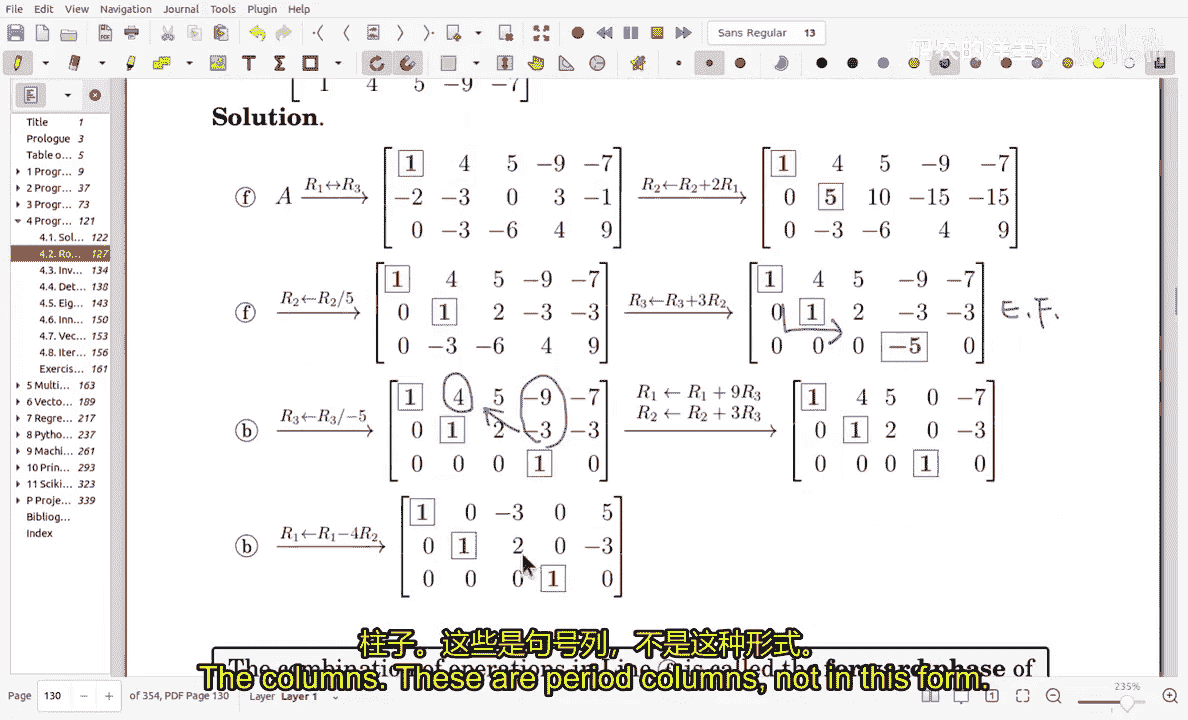 File Edit View Navigation Journal Tools Plugin Help
Sans Regular 13
Title 1
Prologue 3
Table o... 5
1 Progr... 9
2 Progr... 37
3 Progr... 73
4 Progr... 121
4.1. Sol... 122
4.2. Ro... 127
4.3. Inv... 134
4.4. Det... 138
4.5. Eig... 143
4.6. Inn... 150
4.7. Vec... 153
4.8. Iter... 156
Exercis... 161
5 Multi... 163
6 Vecto... 189
7 Regre... 217
8 Pytho... 237
9 Machi... 261
10 Prin... 293
11 Sciki... 323
P Proje... 339
Bibliog...
Index
1 4 5 −9 −7
Solution.
ⓕ A R1↔R3 1 4 5 −9 −7 R2←R2+2R1 1 4 5 −9 −7
−2 −3 0 3 −1 0 5 10 −15 −15
0 −3 −6 4 9 0 −3 −6 4 9
ⓕ R2←R2/5 1 4 5 −9 −7 R3←R3+3R2 1 4 5 −9 −7
0 1 2 −3 −3 0 1 2 −3 −3 E.F.
0 −3 −6 4 9 0 0 0 −5 0
ⓑ R3←R3/−5 1 4 5 −9 −7 R1 ← R1 + 9R3 1 4 5 0 −7
0 1 2 −3 −3 R2 ← R2 + 3R3 0 1 2 0 −3
0 0 0 1 0 0 0 0 1 0
ⓑ R1←R1−4R2 1 0 −3 0 5
0 1 2 0 −3
0 0 0 1 0
柱子。这些是句号列，不是这种形式。
The combination of operations in Line is called the forward phase of
The columns. These are period columns, not in this form.
Page 130 of 354, PDF Page 130 Layer Layer 1 235%